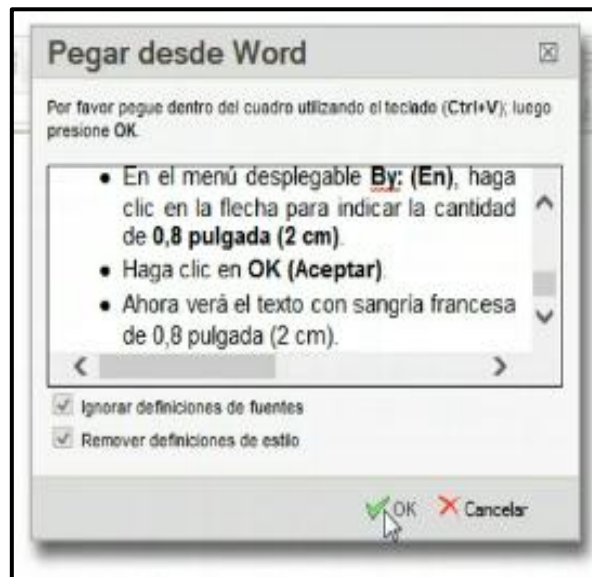 Pegar desde Word
Por favor pegue dentro del cuadro utilizando el teclado (Ctrl+V); luego
presione OK.
• En el menú desplegable By: (En), haga
clic en la flecha para indicar la cantidad
de 0,8 pulgada (2 cm).
• Haga clic en OK (Aceptar).
• Ahora verá el texto con sangría francesa
de 0,8 pulgada (2 cm).
Ignorar definiciones de fuentes
Remover definiciones de estilo
OK Cancelar